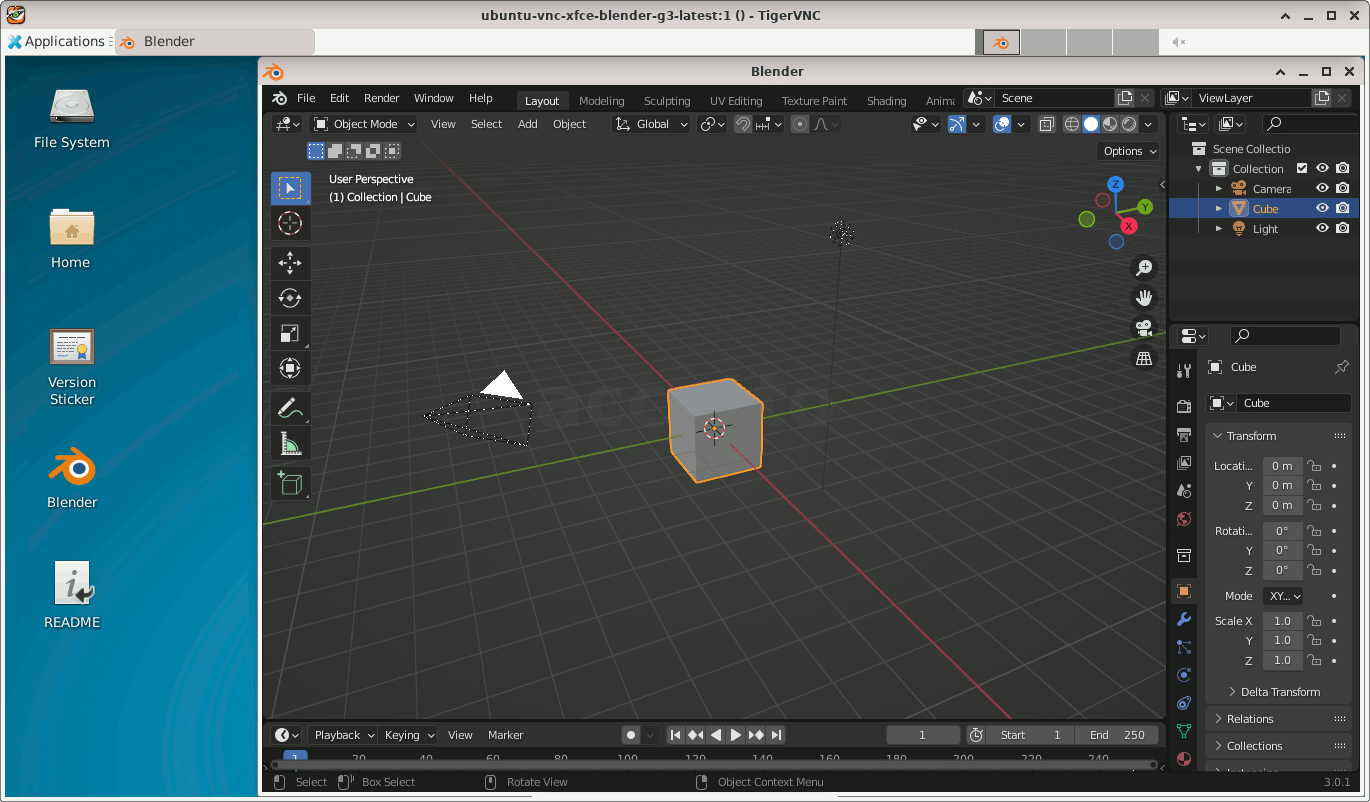 ubuntu-vnc-xfce-blender-g3-latest:1 () - TigerVNC
Applications
Blender
File System
Home
Version
Sticker
Blender
README
Blender
File Edit Render Window Help Layout Modeling Sculpting UV Editing Texture Paint Shading Anim
Scene
ViewLayer
Object Mode View Select Add Object Global
Options
User Perspective
(1) Collection | Cube
Z
Y
X
Scene Collectio
Collection
Camera
Cube
Light
Cube
Cube
Transform
Locati... 0 m
Y 0 m
Z 0 m
Rotati... 0°
Y 0°
Z 0°
Mode XY...
Scale X 1.0
Y 1.0
Z 1.0
Delta Transform
Relations
Collections
Playback Keying View Marker 1 Start 1 End 250
1 20 40 60 80 100 120 140 160 180 200 220 240
Select Box Select Rotate View Object Context Menu 3.0.1